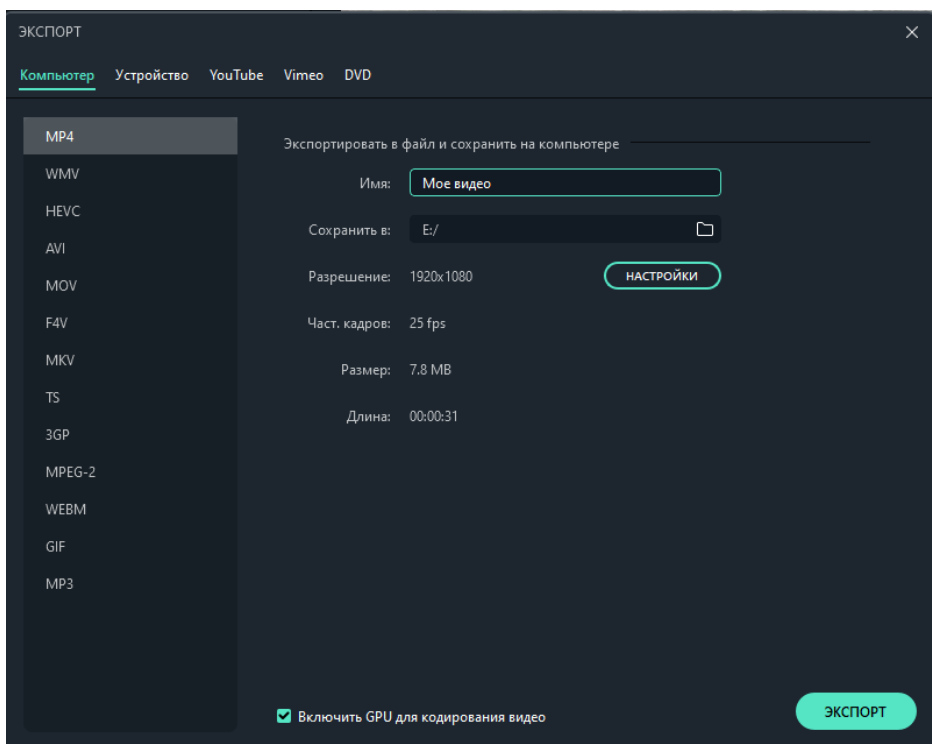 ЭКСПОРТ
Компьютер Устройство YouTube Vimeo DVD
MP4
WMV
HEVC
AVI
MOV
F4V
MKV
TS
3GP
MPEG-2
WEBM
GIF
MP3
Экспортировать в файл и сохранить на компьютере
Имя: Мое видео
Сохранить в: E:/
Разрешение: 1920x1080 НАСТРОЙКИ
Част. кадров: 25 fps
Размер: 7.8 MB
Длина: 00:00:31
Включить GPU для кодирования видео
ЭКСПОРТ